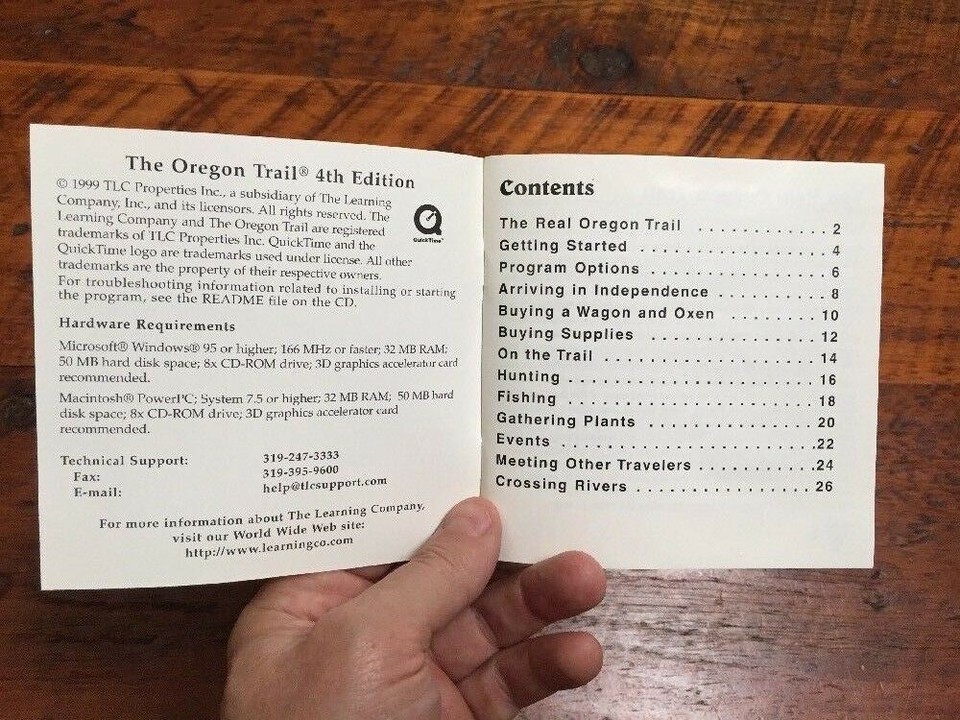 The Oregon Trail® 4th Edition
© 1999 TLC Properties Inc., a subsidiary of The Learning
Company, Inc., and its licensors. All rights reserved. The
Learning Company and The Oregon Trail are registered
trademarks of TLC Properties Inc. QuickTime and the
QuickTime logo are trademarks used under license. All other
trademarks are the property of their respective owners.
QuickTime™
For troubleshooting information related to installing or starting
the program, see the README file on the CD.
Hardware Requirements
Microsoft® Windows® 95 or higher; 166 MHz or faster; 32 MB RAM;
50 MB hard disk space; 8x CD-ROM drive; 3D graphics accelerator card
recommended.
Macintosh® PowerPC; System 7.5 or higher; 32 MB RAM; 50 MB hard
disk space; 8x CD-ROM drive; 3D graphics accelerator card
recommended.
Technical Support: 319-247-3333
Fax: 319-395-9600
E-mail: help@tlcsupport.com
For more information about The Learning Company,
visit our World Wide Web site:
http://www.learningco.com
Contents
The Real Oregon Trail . . . . . . . . . . . . 2
Getting Started . . . . . . . . . . . . . . . . . 4
Program Options . . . . . . . . . . . . . . . . 6
Arriving in Independence . . . . . . . . . . 8
Buying a Wagon and Oxen . . . . . . . . 10
Buying Supplies . . . . . . . . . . . . . . . 12
On the Trail . . . . . . . . . . . . . . . . . . . 14
Hunting . . . . . . . . . . . . . . . . . . . . . . 16
Fishing . . . . . . . . . . . . . . . . . . . . . . 18
Gathering Plants . . . . . . . . . . . . . . . 20
Events . . . . . . . . . . . . . . . . . . . . . . .22
Meeting Other Travelers . . . . . . . . . .24
Crossing Rivers . . . . . . . . . . . . . . . . 26